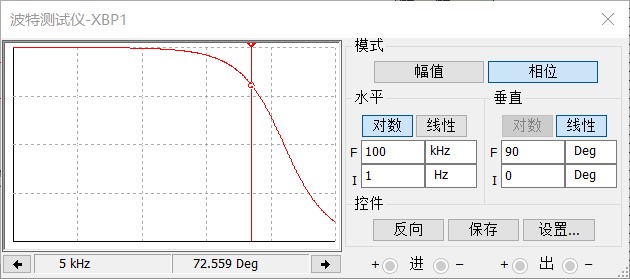 波特测试仪-XBP1
模式
幅值 相位
水平 垂直
对数 线性 对数 线性
F 100 kHz F 90 Deg
I 1 Hz I 0 Deg
控件
反向 保存 设置...
5 kHz 72.559 Deg + 进 − + 出 −